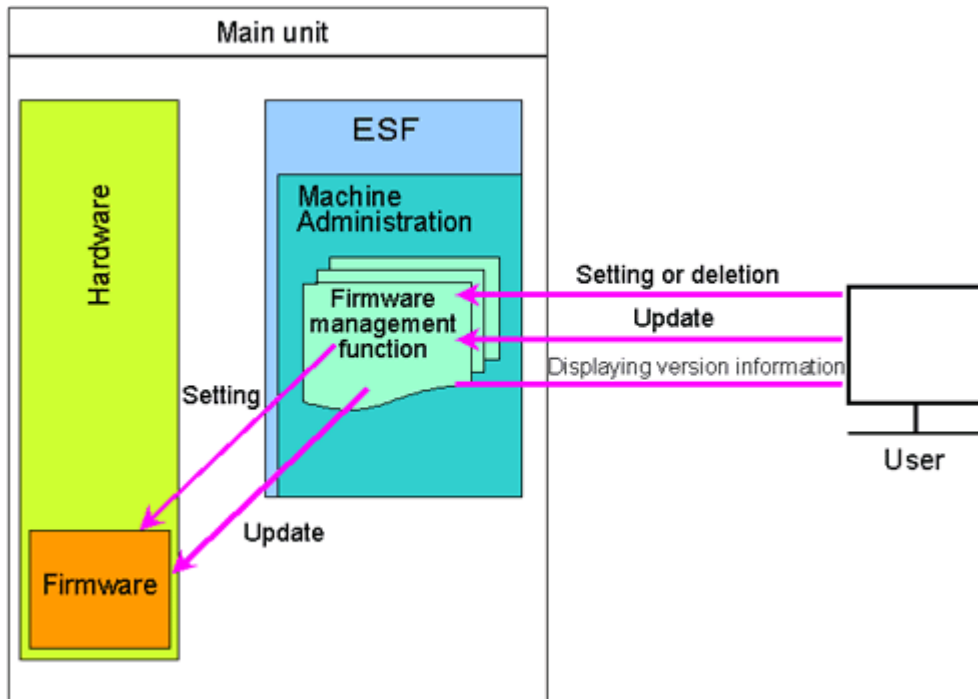 Main unit
Hardware
ESF
Machine
Administration
Firmware
management
function
Setting or deletion
Update
Displaying version information
User
Setting
Update
Firmware